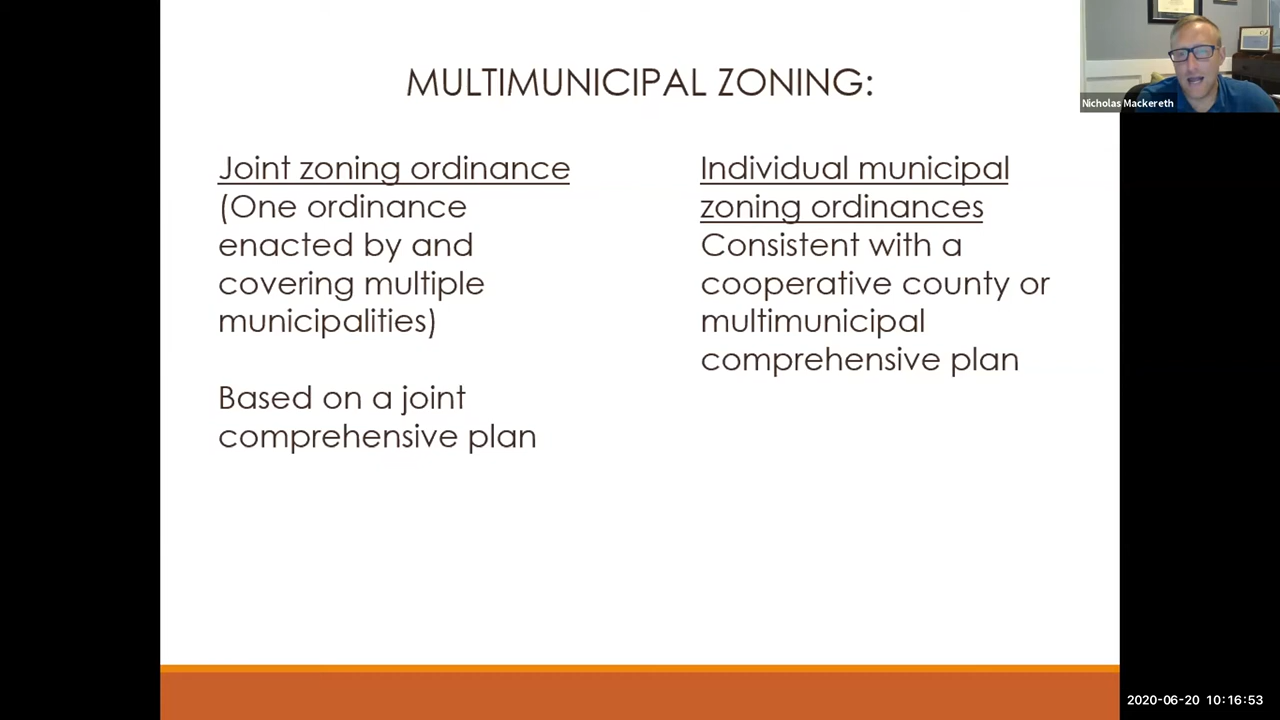 MULTIMUNICIPAL ZONING:
Joint zoning ordinance
(One ordinance
enacted by and
covering multiple
municipalities)
Based on a joint
comprehensive plan
Individual municipal
zoning ordinances
Consistent with a
cooperative county or
multimunicipal
comprehensive plan
Nicholas Mackereth
2020-06-20 10:16:53